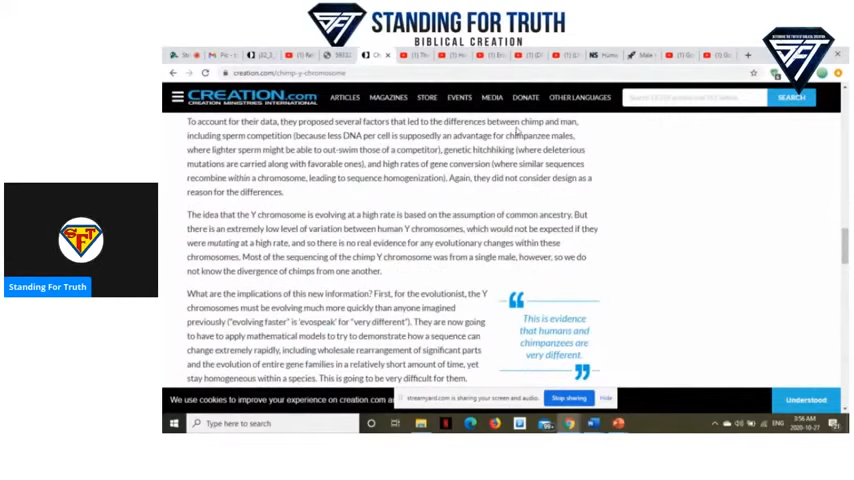 SFT
STANDING FOR TRUTH
BIBLICAL CREATION
SFT
creation.com/chimp-y-chromosome
CREATION.com
CREATION MINISTRIES INTERNATIONAL
ARTICLES MAGAZINES STORE EVENTS MEDIA DONATE OTHER LANGUAGES
SEARCH
To account for their data, they proposed several factors that led to the differences between chimp and man,
including sperm competition (because less DNA per cell is supposedly an advantage for chimpanzee males,
where lighter sperm might be able to out-swim those of a competitor), genetic hitchhiking (where deleterious
mutations are carried along with favorable ones), and high rates of gene conversion (where similar sequences
recombine within a chromosome, leading to sequence homogenization). Again, they did not consider design as a
reason for the differences.
The idea that the Y chromosome is evolving at a high rate is based on the assumption of common ancestry. But
there is an extremely low level of variation between human Y chromosomes, which would not be expected if they
were mutating at a high rate, and so there is no real evidence for any evolutionary changes within these
chromosomes. Most of the sequencing of the chimp Y chromosome was from a single male, however, so we do
not know the divergence of chimps from one another.
What are the implications of this new information? First, for the evolutionist, the Y
chromosomes must be evolving much more quickly than anyone imagined
previously ("evolving faster" is 'evospeak' for "very different"). They are now going
to have to apply mathematical models to try to demonstrate how a sequence can
change extremely rapidly, including wholesale rearrangement of significant parts
and the evolution of entire gene families in a relatively short amount of time, yet
stay homogeneous within a species. This is going to be very difficult for them.
“
This is evidence
that humans and
chimpanzees are
very different.
”
SFT
Standing For Truth
We use cookies to improve your experience on creation.com an
streamyard.com is sharing your screen and audio.
Stop sharing
Hide
Understood
Type here to search
ENG
3:56 AM
2020-10-27